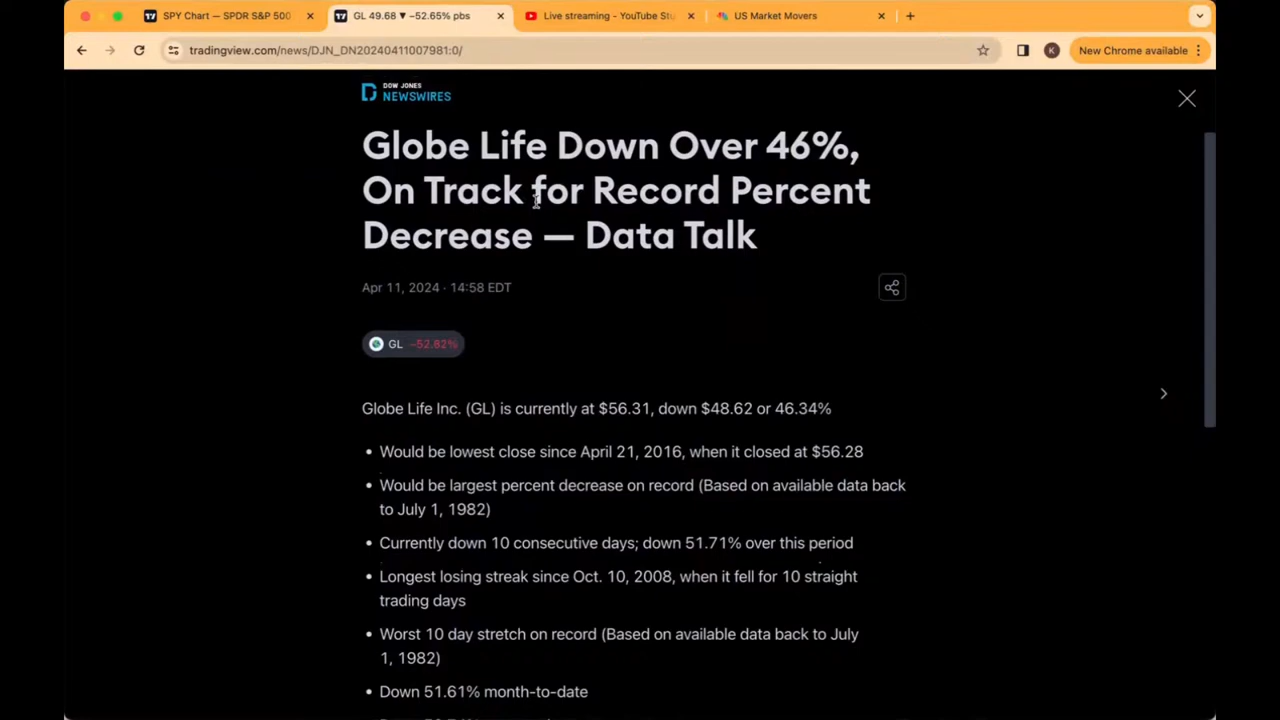 SPY Chart — SPDR S&P 500
GL 49.68 ▼ −52.65% pbs
Live streaming - YouTube Stu
US Market Movers
tradingview.com/news/DJN_DN20240411007981:0/
K
New Chrome available
DOW JONES
NEWSWIRES
Globe Life Down Over 46%,
On Track for Record Percent
Decrease — Data Talk
Apr 11, 2024 · 14:58 EDT
GL −52.82%
Globe Life Inc. (GL) is currently at $56.31, down $48.62 or 46.34%
• Would be lowest close since April 21, 2016, when it closed at $56.28
• Would be largest percent decrease on record (Based on available data back
to July 1, 1982)
• Currently down 10 consecutive days; down 51.71% over this period
• Longest losing streak since Oct. 10, 2008, when it fell for 10 straight
trading days
• Worst 10 day stretch on record (Based on available data back to July
1, 1982)
• Down 51.61% month-to-date